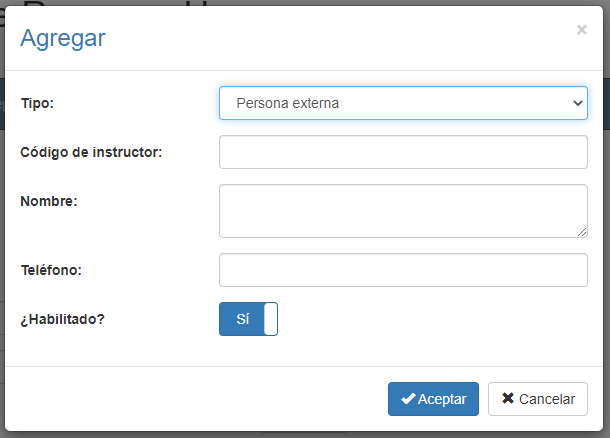 Agregar
×
Tipo: Persona externa
Código de instructor:
Nombre:
Teléfono:
¿Habilitado? Sí
Aceptar Cancelar